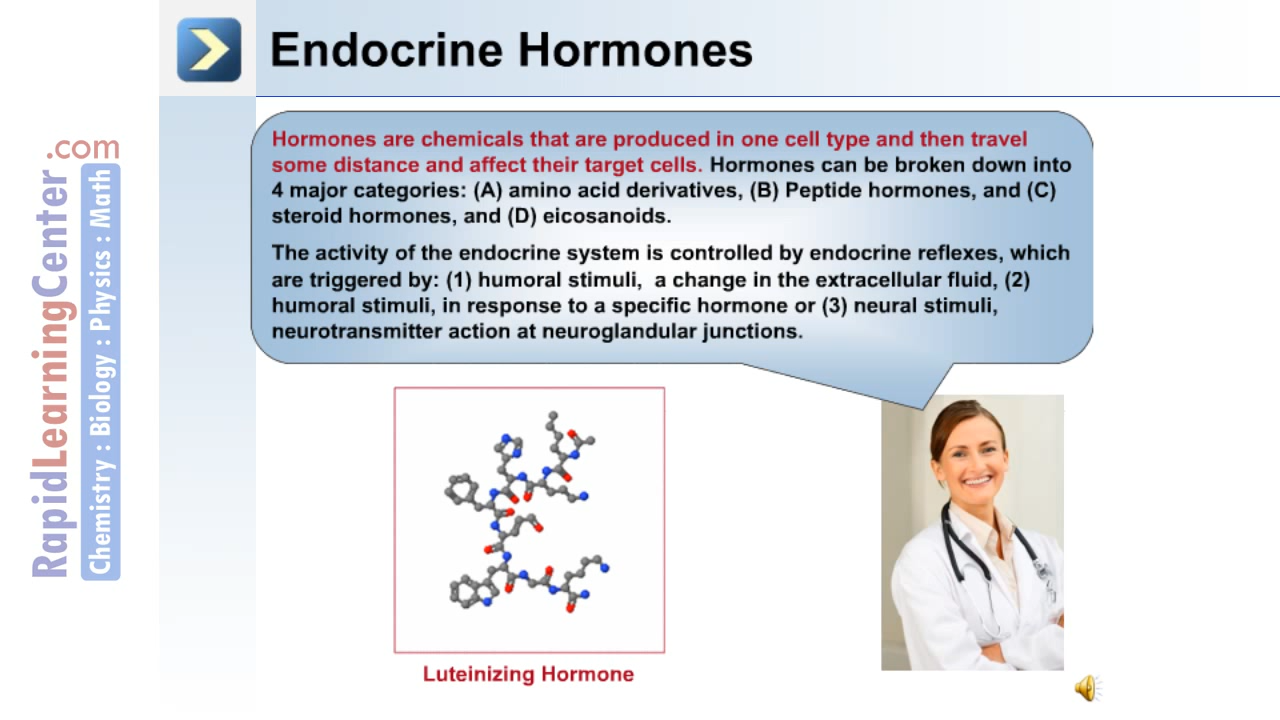 Endocrine Hormones
Hormones are chemicals that are produced in one cell type and then travel
some distance and affect their target cells. Hormones can be broken down into
4 major categories: (A) amino acid derivatives, (B) Peptide hormones, and (C)
steroid hormones, and (D) eicosanoids.
The activity of the endocrine system is controlled by endocrine reflexes, which
are triggered by: (1) humoral stimuli,  a change in the extracellular fluid, (2)
humoral stimuli, in response to a specific hormone or (3) neural stimuli,
neurotransmitter action at neuroglandular junctions.
Luteinizing Hormone
RapidLearningCenter.com
Chemistry : Biology : Physics : Math